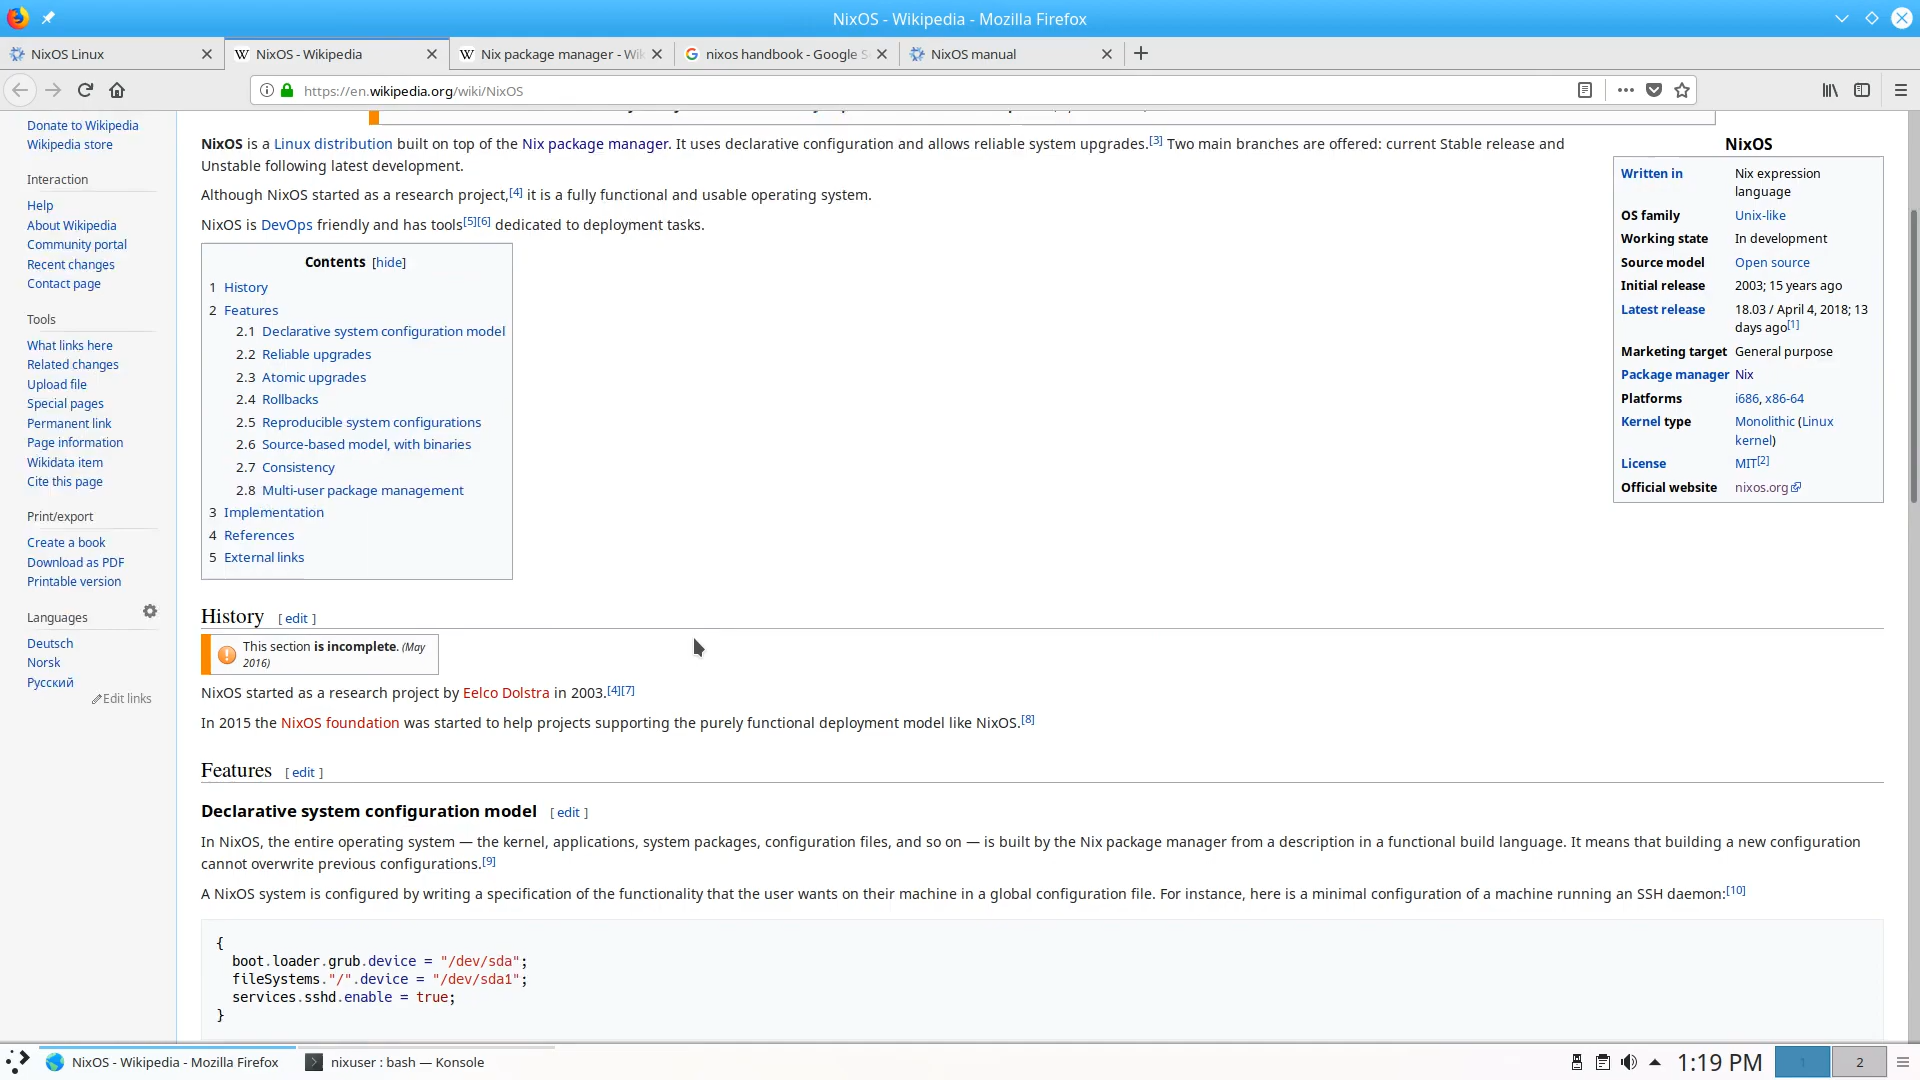 NixOS - Wikipedia - Mozilla Firefox
NixOS Linux
W NixOS - Wikipedia
W Nix package manager - Wik
G nixos handbook - Google S
NixOS manual
https://en.wikipedia.org/wiki/NixOS
Donate to Wikipedia
Wikipedia store
Interaction
Help
About Wikipedia
Community portal
Recent changes
Contact page
Tools
What links here
Related changes
Upload file
Special pages
Permanent link
Page information
Wikidata item
Cite this page
Print/export
Create a book
Download as PDF
Printable version
Languages
Deutsch
Norsk
Русский
Edit links
NixOS is a Linux distribution built on top of the Nix package manager. It uses declarative configuration and allows reliable system upgrades.[3] Two main branches are offered: current Stable release and
Unstable following latest development.
Although NixOS started as a research project,[4] it is a fully functional and usable operating system.
NixOS is DevOps friendly and has tools[5][6] dedicated to deployment tasks.
Contents [hide]
1 History
2 Features
2.1 Declarative system configuration model
2.2 Reliable upgrades
2.3 Atomic upgrades
2.4 Rollbacks
2.5 Reproducible system configurations
2.6 Source-based model, with binaries
2.7 Consistency
2.8 Multi-user package management
3 Implementation
4 References
5 External links
NixOS
Written in Nix expression
language
OS family Unix-like
Working state In development
Source model Open source
Initial release 2003; 15 years ago
Latest release 18.03 / April 4, 2018; 13
days ago[1]
Marketing target General purpose
Package manager Nix
Platforms i686, x86-64
Kernel type Monolithic (Linux
kernel)
License MIT[2]
Official website nixos.org
History [ edit ]
This section is incomplete. (May
2016)
NixOS started as a research project by Eelco Dolstra in 2003.[4][7]
In 2015 the NixOS foundation was started to help projects supporting the purely functional deployment model like NixOS.[8]
Features [ edit ]
Declarative system configuration model [ edit ]
In NixOS, the entire operating system — the kernel, applications, system packages, configuration files, and so on — is built by the Nix package manager from a description in a functional build language. It means that building a new configuration
cannot overwrite previous configurations.[9]
A NixOS system is configured by writing a specification of the functionality that the user wants on their machine in a global configuration file. For instance, here is a minimal configuration of a machine running an SSH daemon:[10]
{
boot.loader.grub.device = "/dev/sda";
fileSystems."/".device = "/dev/sda1";
services.sshd.enable = true;
}
NixOS - Wikipedia - Mozilla Firefox
nixuser : bash — Konsole
1:19 PM
2